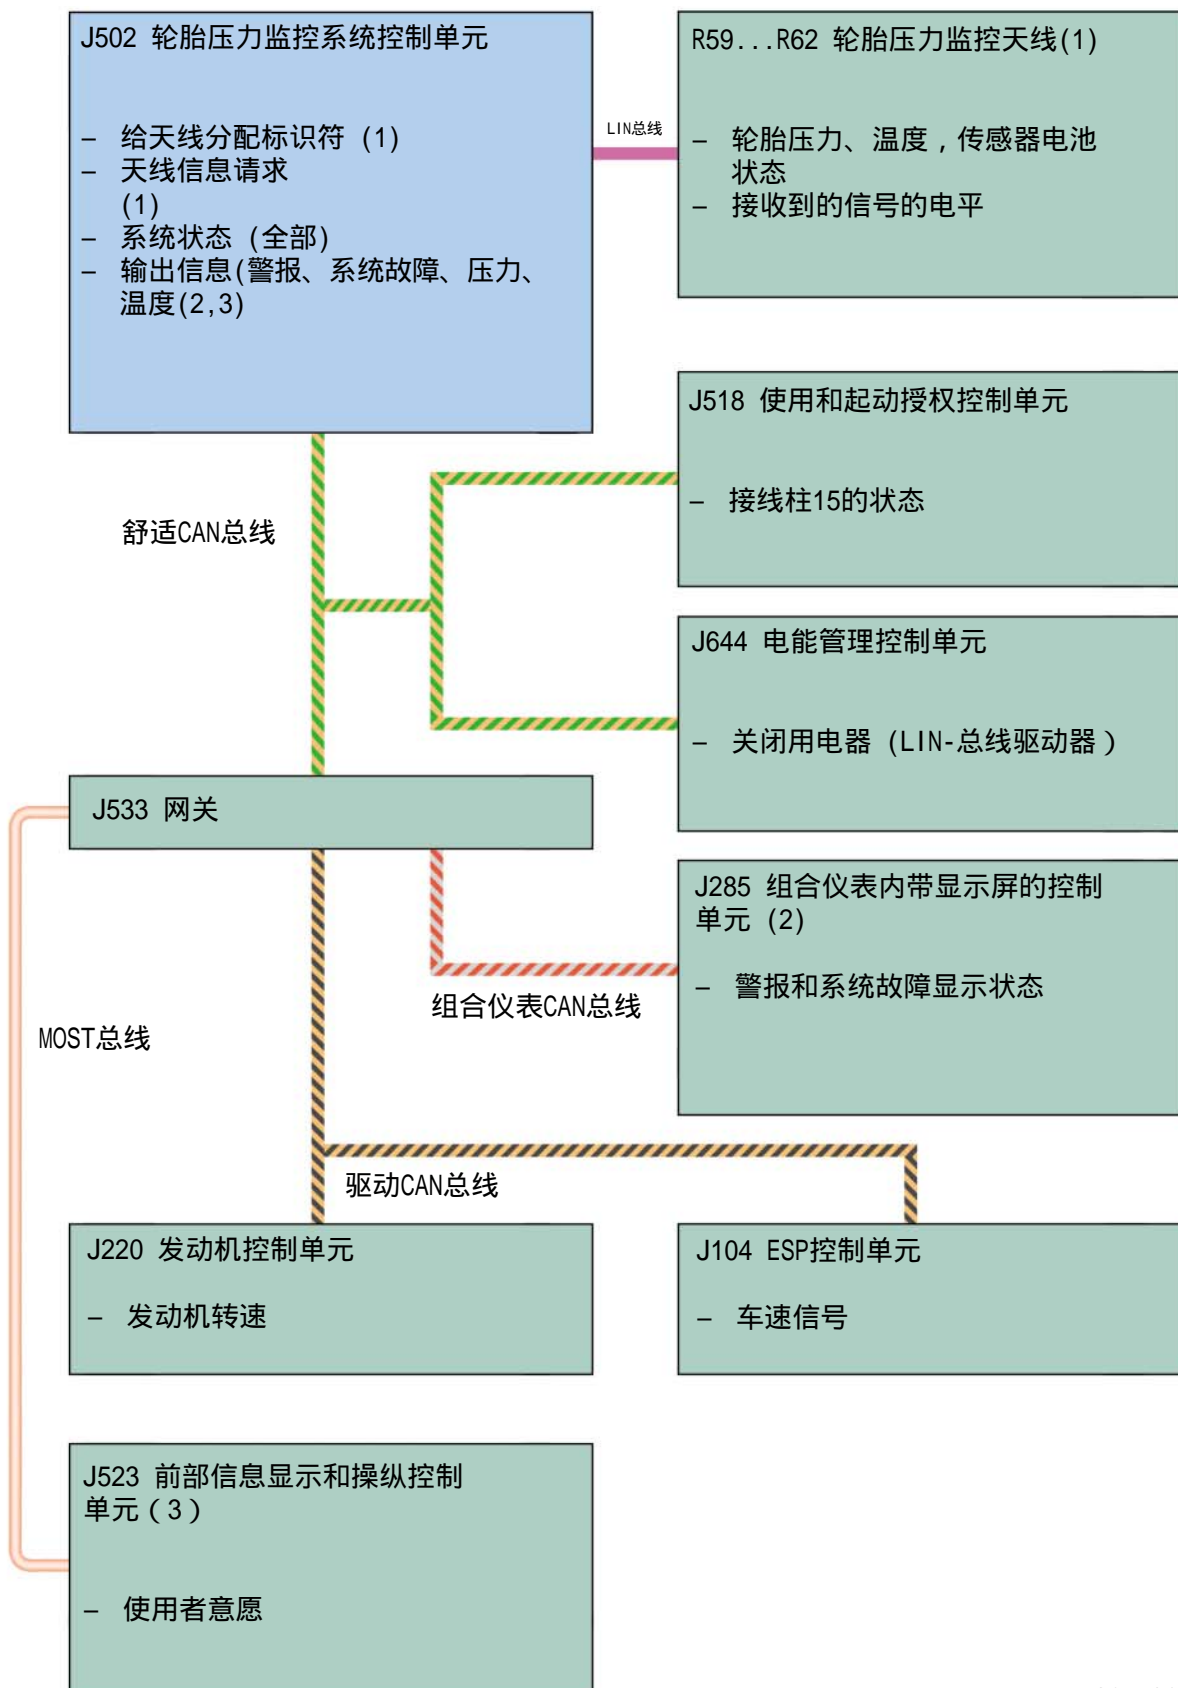 J502 轮胎压力监控系统控制单元
– 给天线分配标识符 (1)
– 天线信息请求
(1)
– 系统状态 (全部)
– 输出信息(警报、系统故障、压力、
温度(2,3)
LIN总线
R59...R62 轮胎压力监控天线(1)
– 轮胎压力、温度，传感器电池
状态
– 接收到的信号的电平
J518 使用和起动授权控制单元
– 接线柱15的状态
舒适CAN总线
J644 电能管理控制单元
– 关闭用电器 (LIN-总线驱动器）
J533 网关
J285 组合仪表内带显示屏的控制
单元 (2)
– 警报和系统故障显示状态
组合仪表CAN总线
MOST总线
驱动CAN总线
J220 发动机控制单元
– 发动机转速
J104 ESP控制单元
– 车速信号
J523 前部信息显示和操纵控制
单元（3）
– 使用者意愿